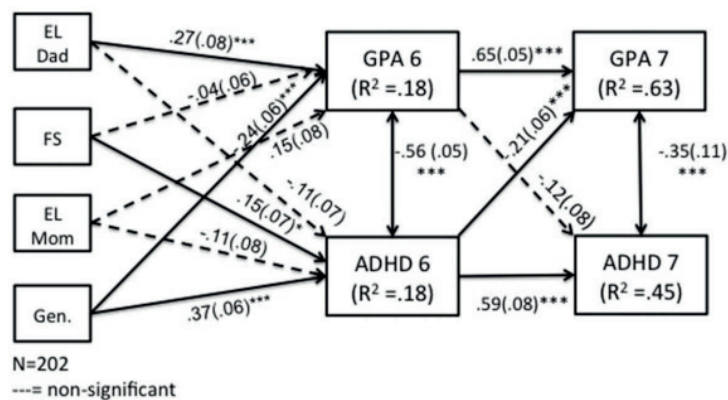 EL
Dad
FS
EL
Mom
Gen.
.27(.08)***
-.04(.06)
-.24(.06)***
.15(.08)
-.11(.07)
.15(.07)*
-.11(.08)
.37(.06)***
GPA 6
(R² =.18)
-.56 (.05)
***
ADHD 6
(R² =.18)
.65(.05)***
-.21(.06)***
-.12(.08)
.59(.08)***
GPA 7
(R² =.63)
-.35(.11)
***
ADHD 7
(R² =.45)
N=202
---= non-significant